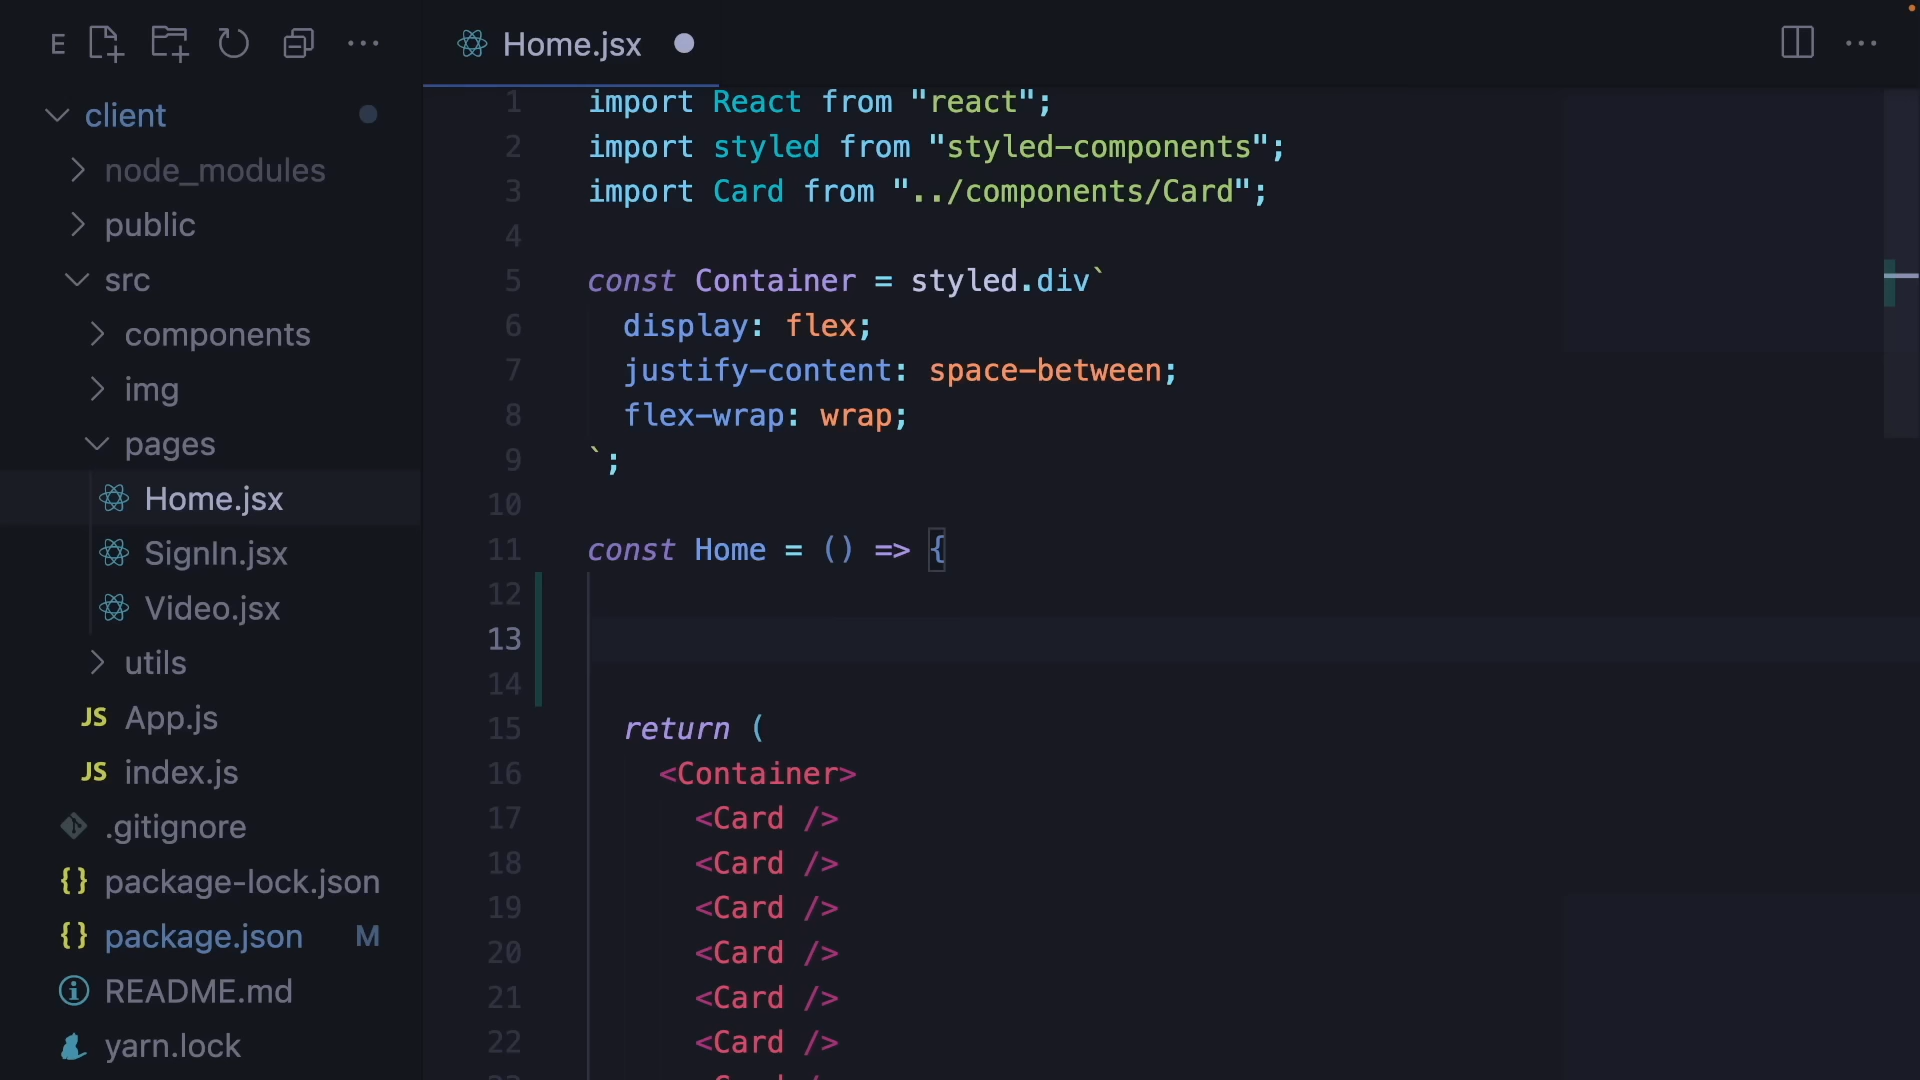 E
client
node_modules
public
src
components
img
pages
Home.jsx
SignIn.jsx
Video.jsx
utils
JS App.js
JS index.js
.gitignore
{} package-lock.json
{} package.json M
README.md
yarn.lock
Home.jsx
1 import React from "react";
2 import styled from "styled-components";
3 import Card from "../components/Card";
4
5 const Container = styled.div`
6 display: flex;
7 justify-content: space-between;
8 flex-wrap: wrap;
9 `;
10
11 const Home = () => {
12
13
14
15 return (
16 <Container>
17 <Card />
18 <Card />
19 <Card />
20 <Card />
21 <Card />
22 <Card />